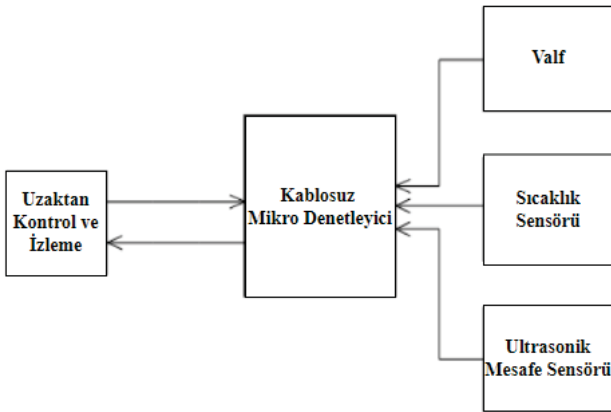 Uzaktan
Kontrol ve
İzleme
Kablosuz
Mikro Denetleyici
Valf
Sıcaklık
Sensörü
Ultrasonik
Mesafe Sensörü